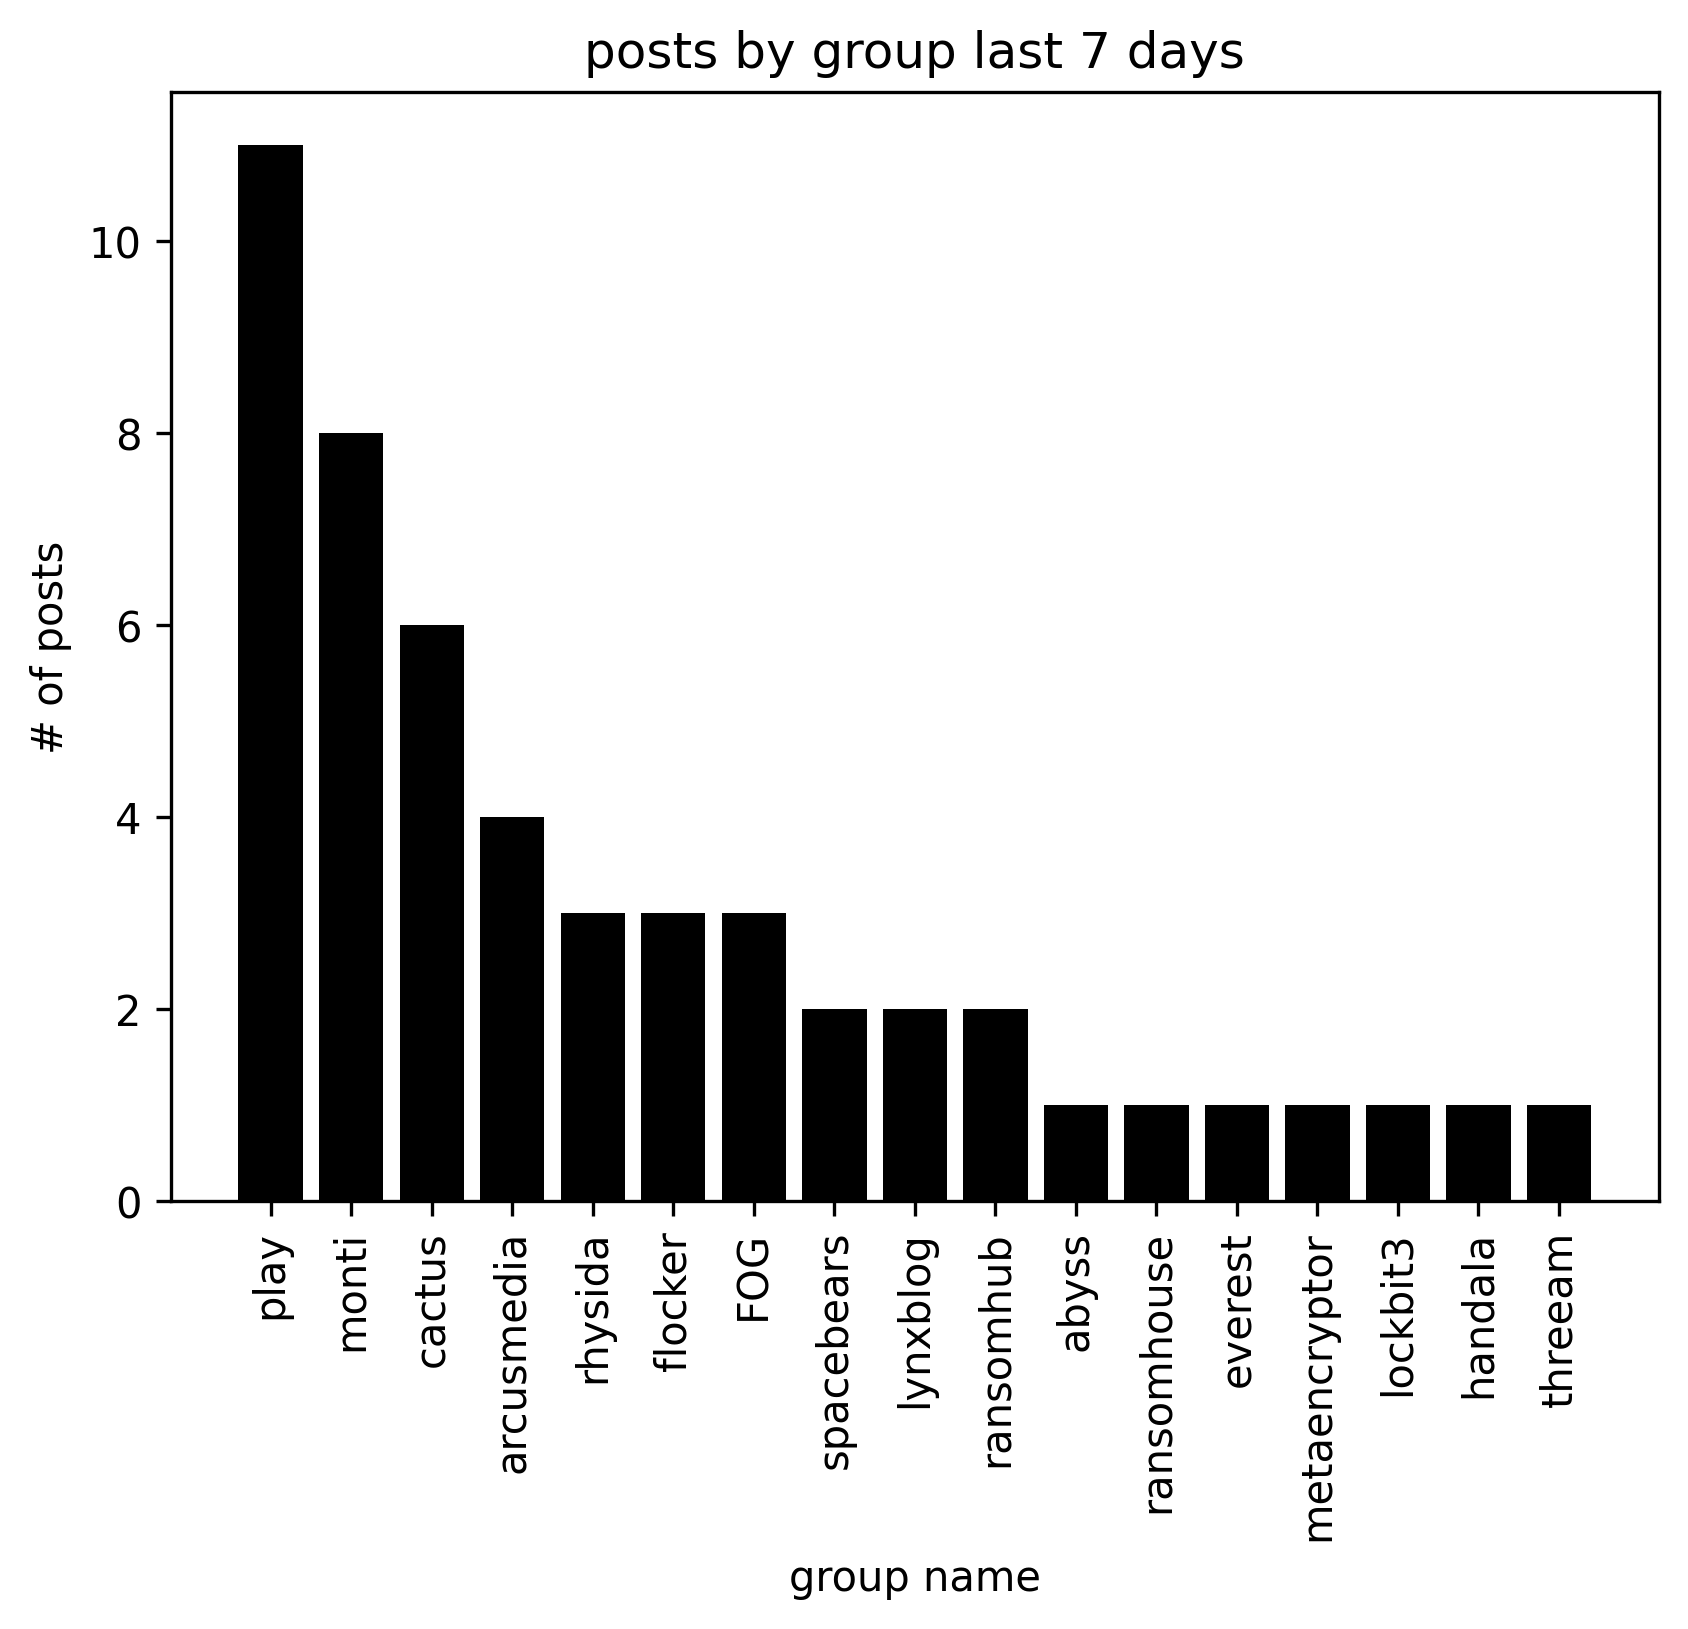 posts by group last 7 days
10
8
6
4
2
0
# of posts
play
monti
cactus
arcusmedia
rhysida
flocker
FOG
spacebears
lynxblog
ransomhub
abyss
ransomhouse
everest
metaencryptor
lockbit3
handala
threeam
group name